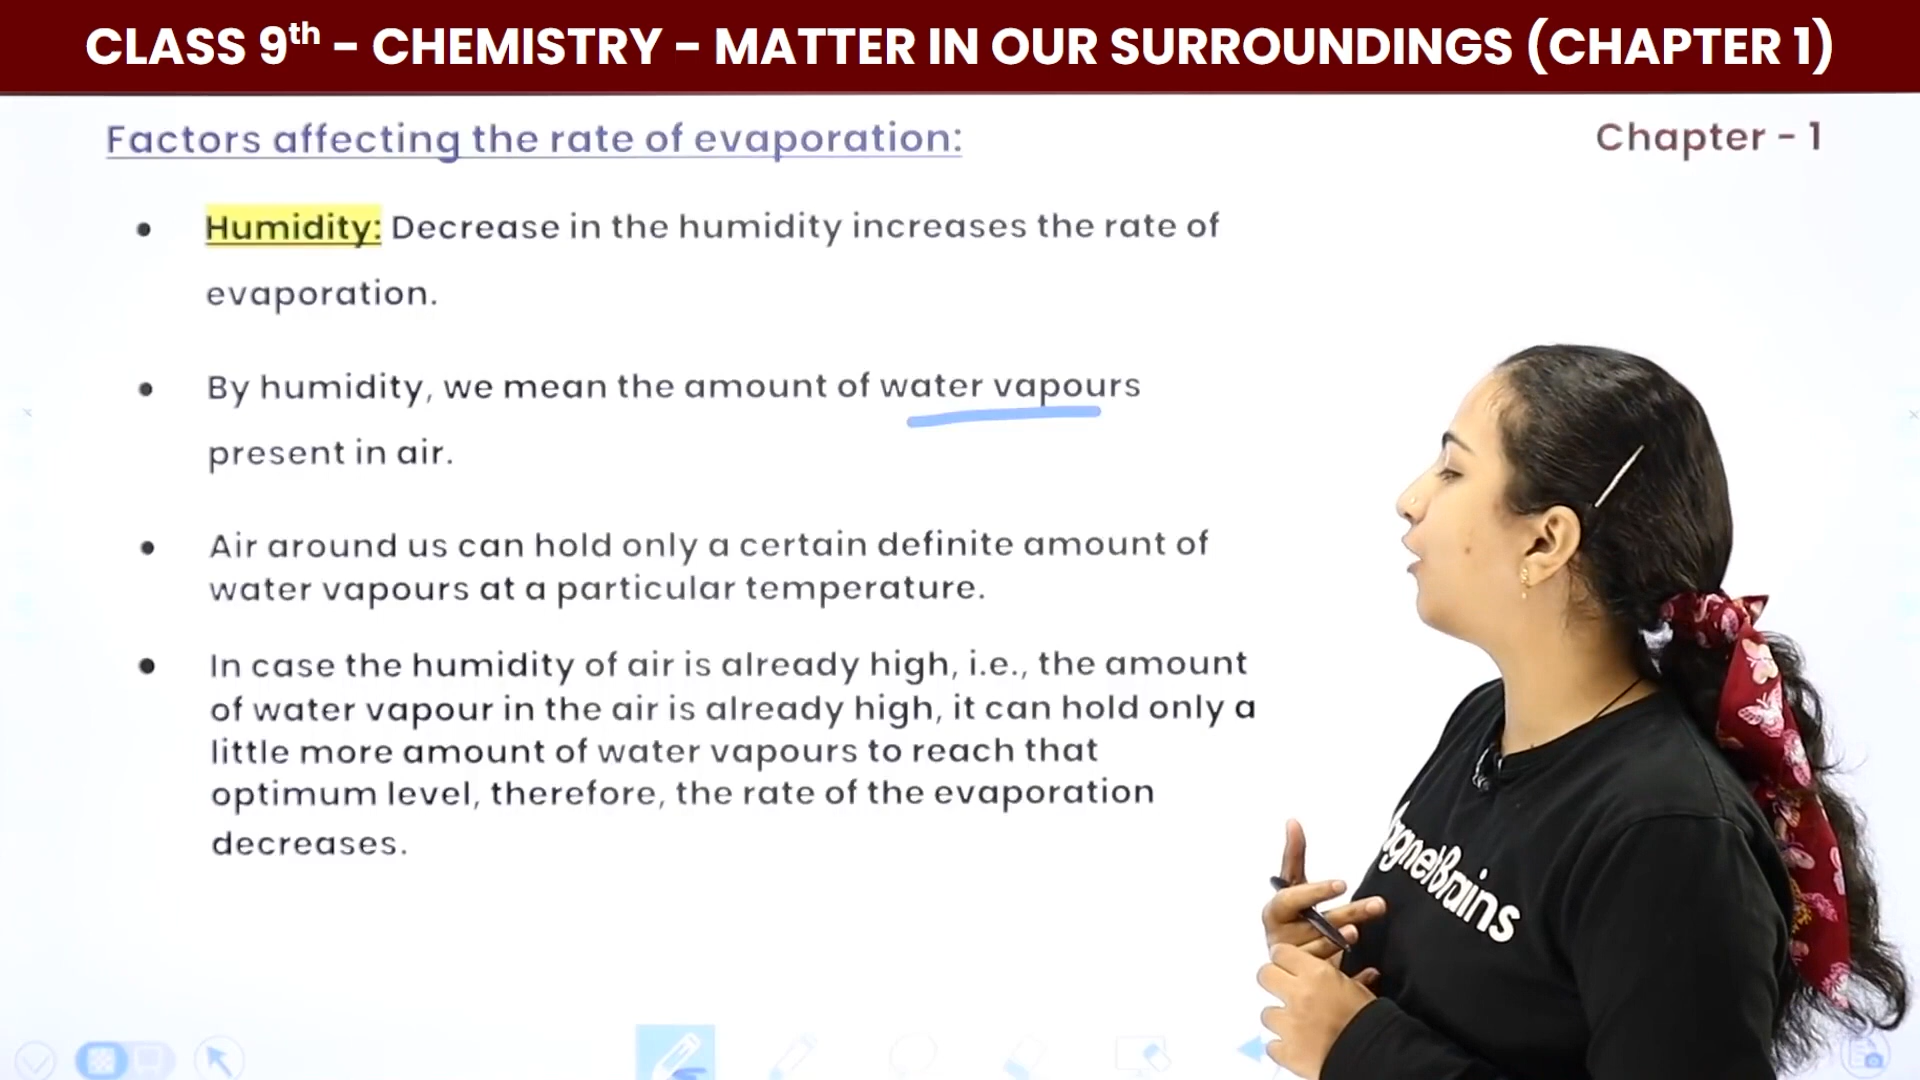 CLASS 9th – CHEMISTRY – MATTER IN OUR SURROUNDINGS (CHAPTER 1)
Factors affecting the rate of evaporation:
Chapter - 1
• Humidity: Decrease in the humidity increases the rate of
evaporation.
• By humidity, we mean the amount of water vapours
present in air.
• Air around us can hold only a certain definite amount of
water vapours at a particular temperature.
• In case the humidity of air is already high, i.e., the amount
of water vapour in the air is already high, it can hold only a
little more amount of water vapours to reach that
optimum level, therefore, the rate of the evaporation
decreases.